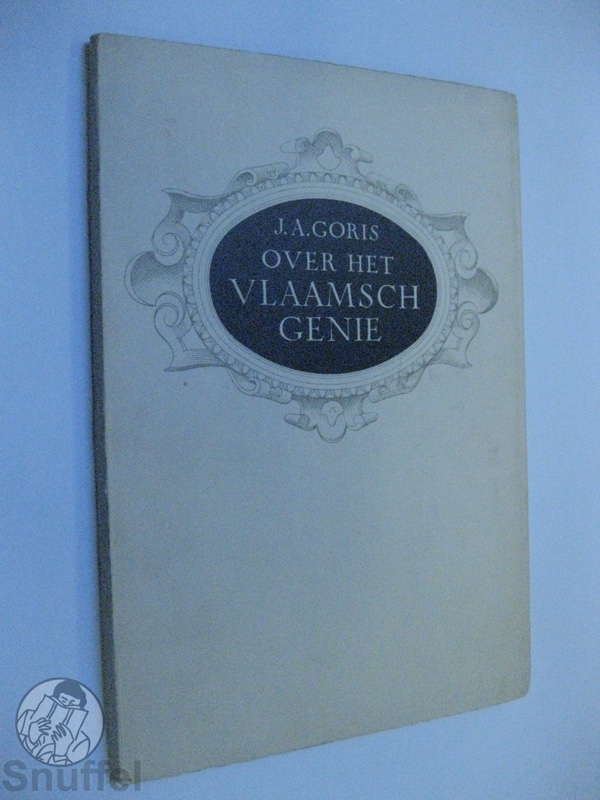 J.A. GORIS
OVER HET
VLAAMSCH
GENIE
Snuffel